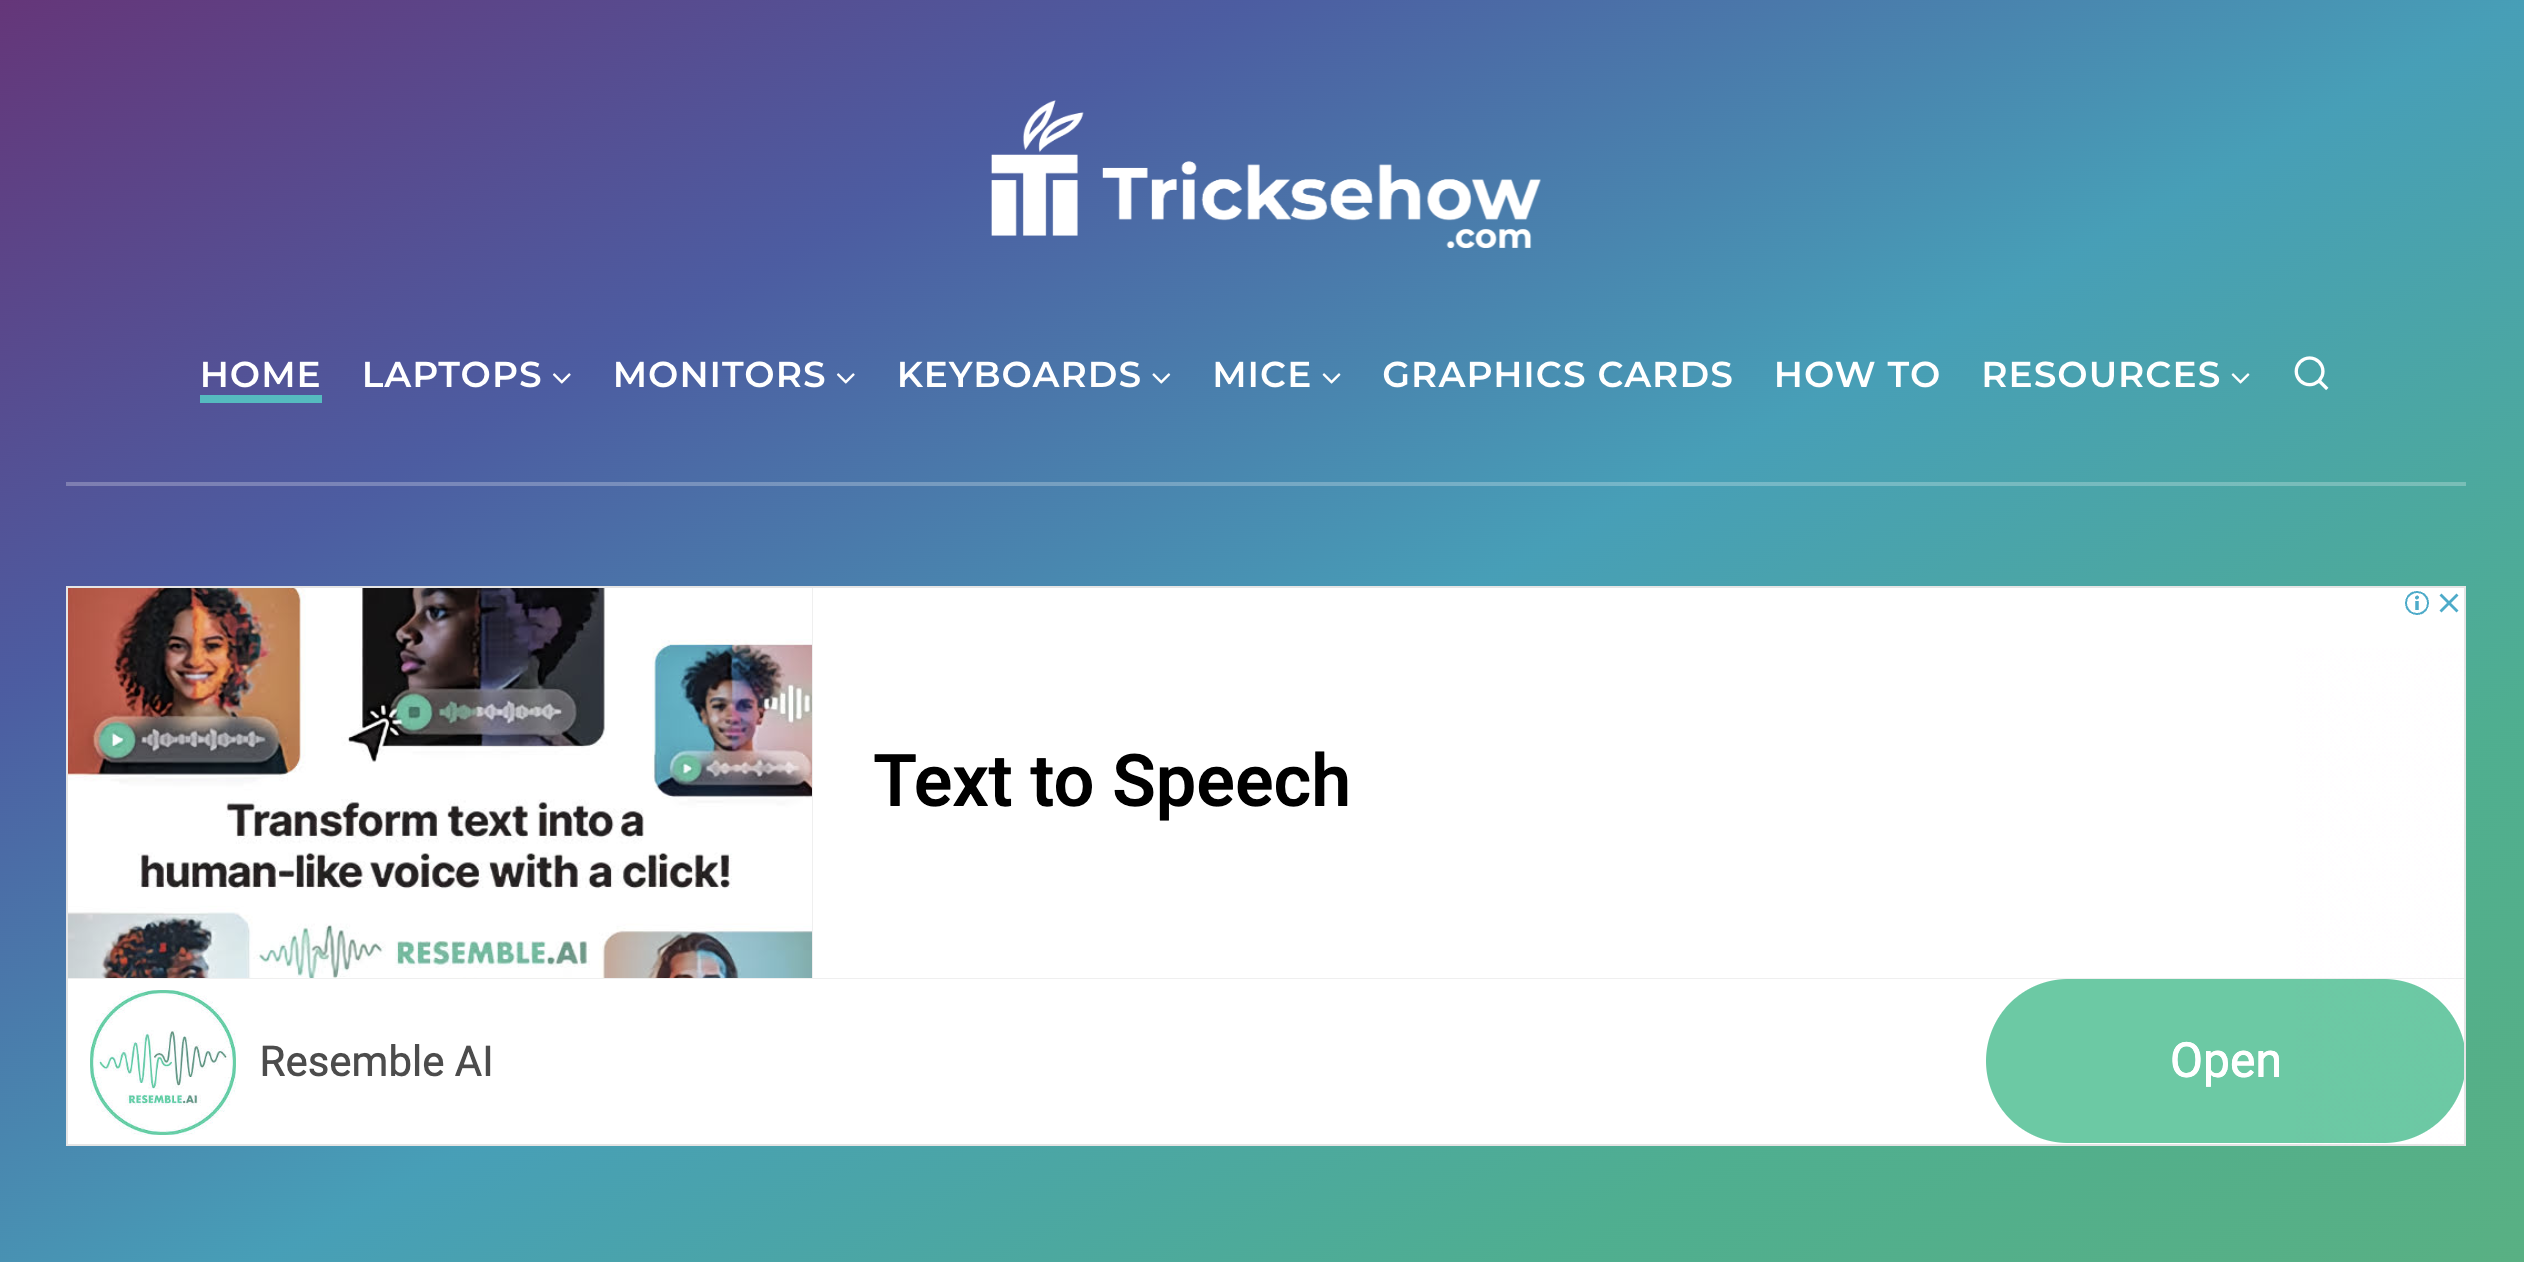 Tricksehow
.com
HOME LAPTOPS MONITORS KEYBOARDS MICE GRAPHICS CARDS HOW TO RESOURCES
Transform text into a
human-like voice with a click!
RESEMBLE.AI
Text to Speech
RESEMBLE.AI
Resemble AI
Open